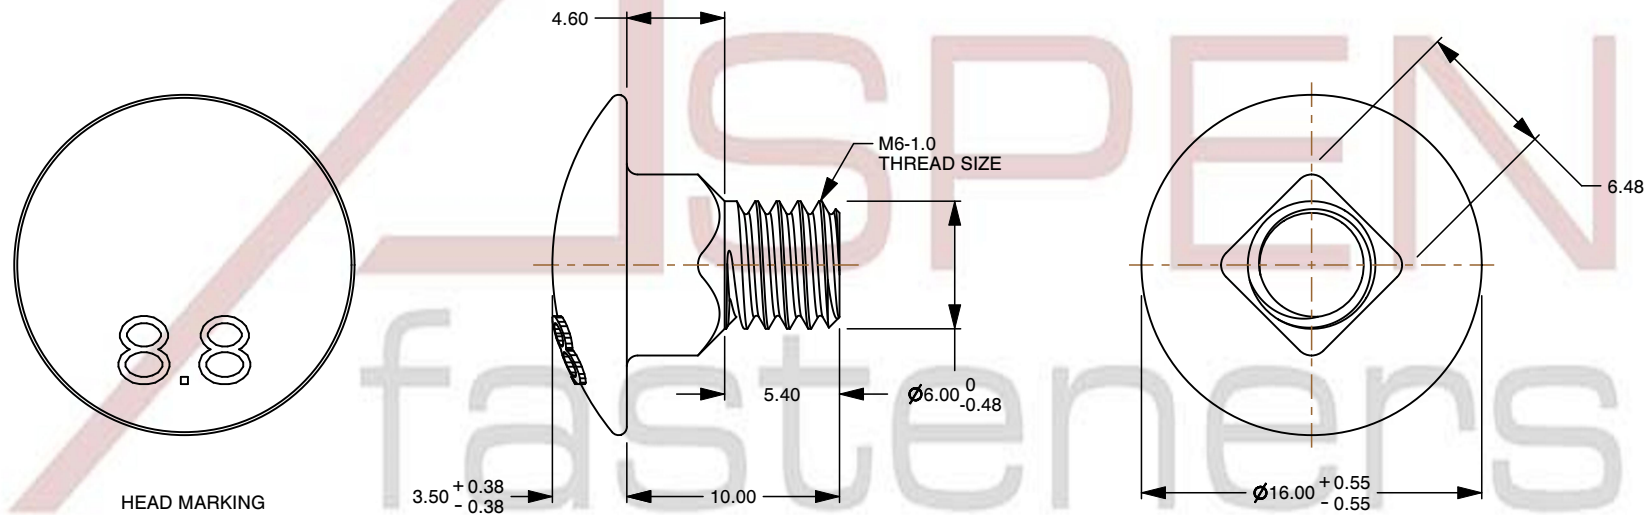 4.60
M6-1.0
THREAD SIZE
6.48
8.8
5.40
Ø6.00 0 -0.48
HEAD MARKING
3.50 +0.38 -0.38
10.00
Ø16.00 +0.55 -0.55
ASPEN
fasteners